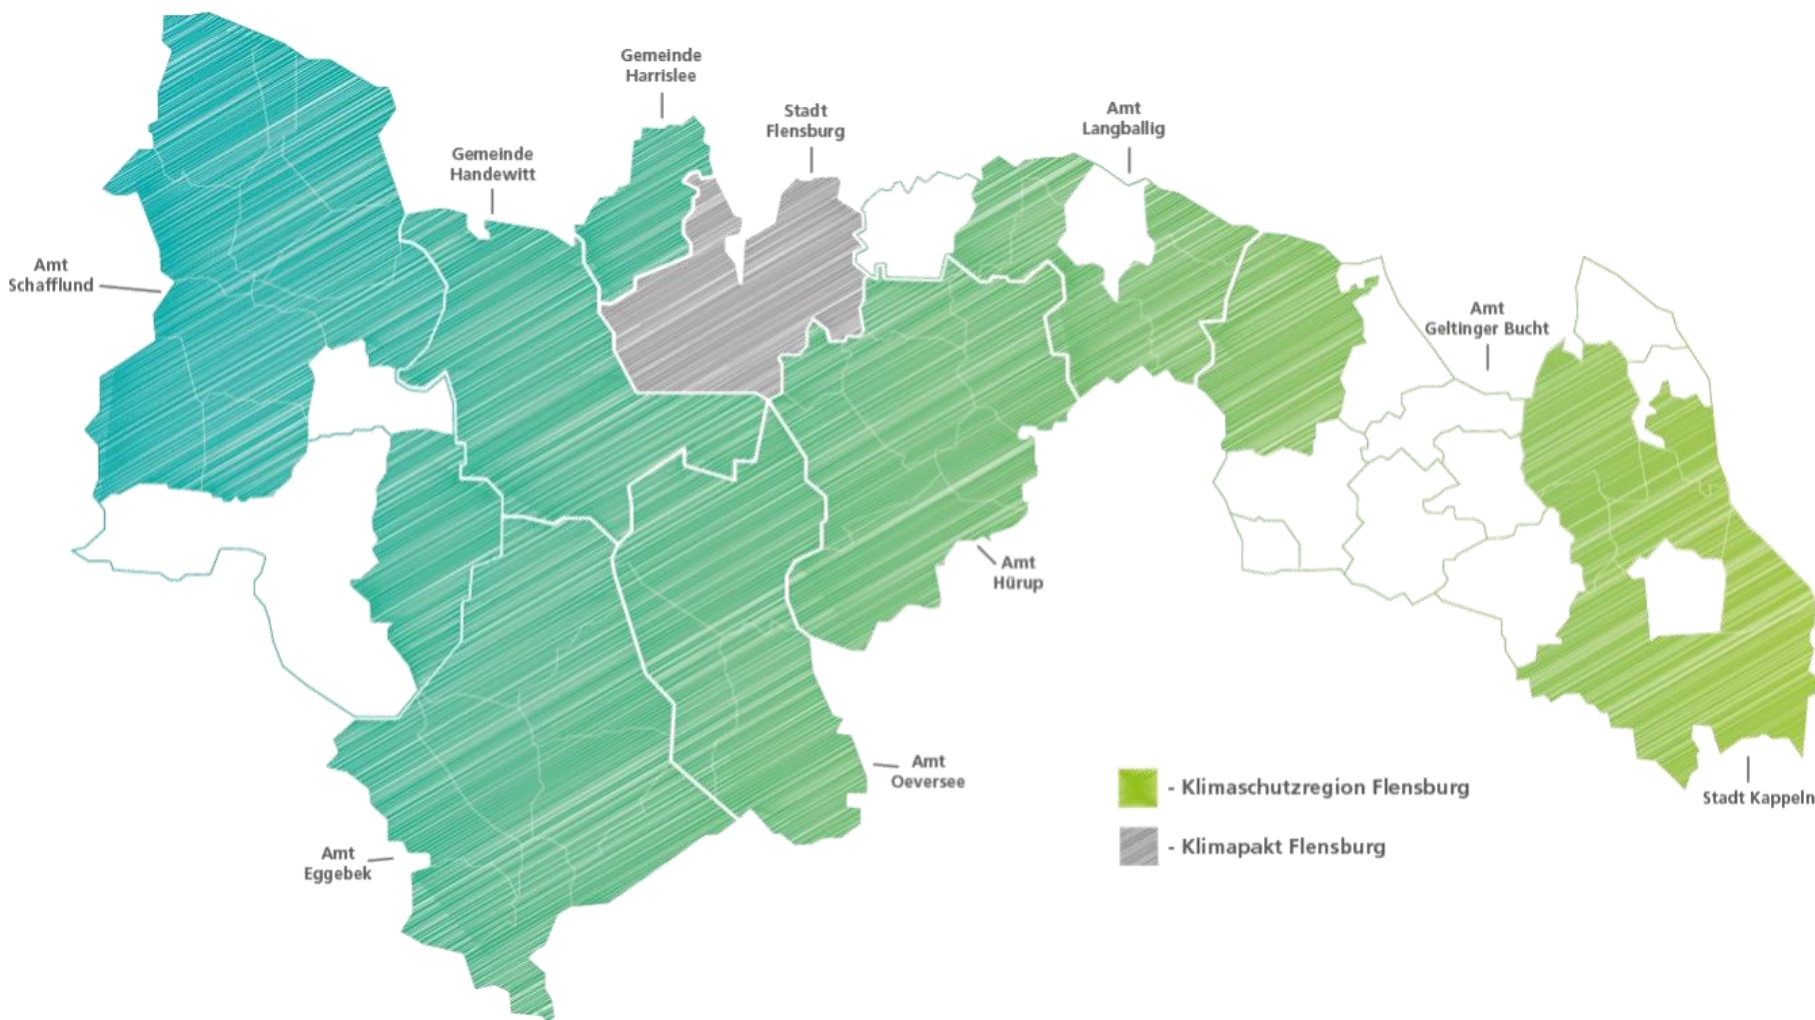 Gemeinde
Harrislee
Stadt
Flensburg
Amt
Langballig
Gemeinde
Handewitt
Amt
Schafflund
Amt
Geltinger Bucht
Amt
Hürup
Amt
Oeversee
- Klimaschutzregion Flensburg
Stadt Kappeln
- Klimapakt Flensburg
Amt
Eggebek